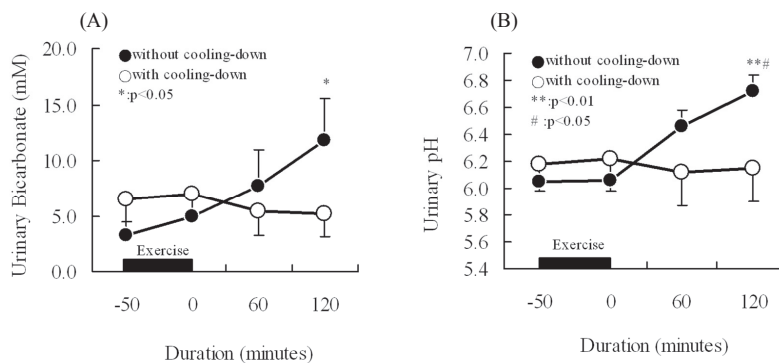 (A)
Urinary Bicarbonate (mM)
20.0
15.0
10.0
5.0
0.0
without cooling-down
with cooling-down
*:p<0.05
*
Exercise
-50 0 60 120
Duration (minutes)
(B)
Urinary pH
7.0
6.8
6.6
6.4
6.2
6.0
5.8
5.6
5.4
without cooling-down
with cooling-down
**:p<0.01
# :p<0.05
**#
Exercise
-50 0 60 120
Duration (minutes)